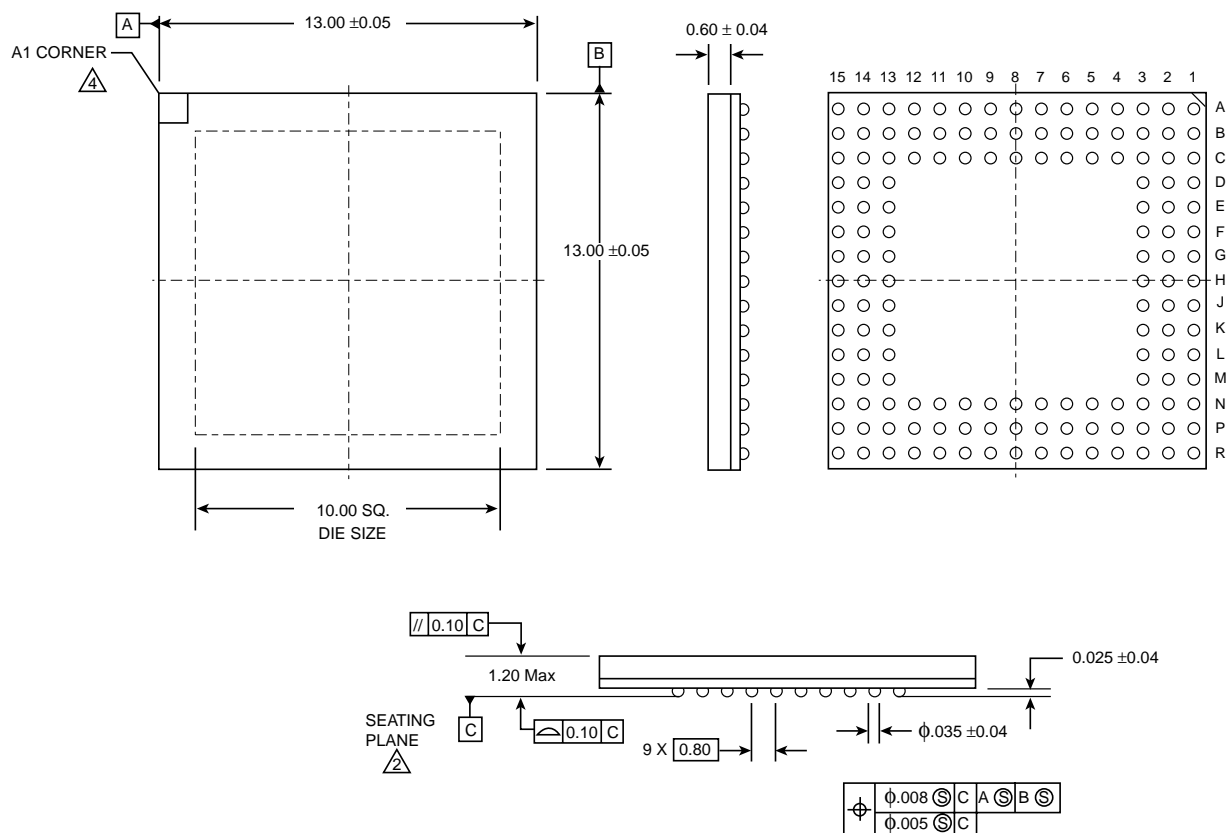 A
13.00 ±0.05
0.60 ± 0.04
A1 CORNER
4
B
15 14 13 12 11 10 9 8 7 6 5 4 3 2 1
A
B
C
D
E
F
G
H
J
K
L
M
N
P
R
13.00 ±0.05
10.00 SQ.
DIE SIZE
// 0.10 C
1.20 Max
0.025 ±0.04
SEATING
PLANE
2
C
⌓ 0.10 C
9 X 0.80
ϕ.035 ±0.04
⌖ ϕ.008 Ⓢ C A Ⓢ B Ⓢ
ϕ.005 Ⓢ C